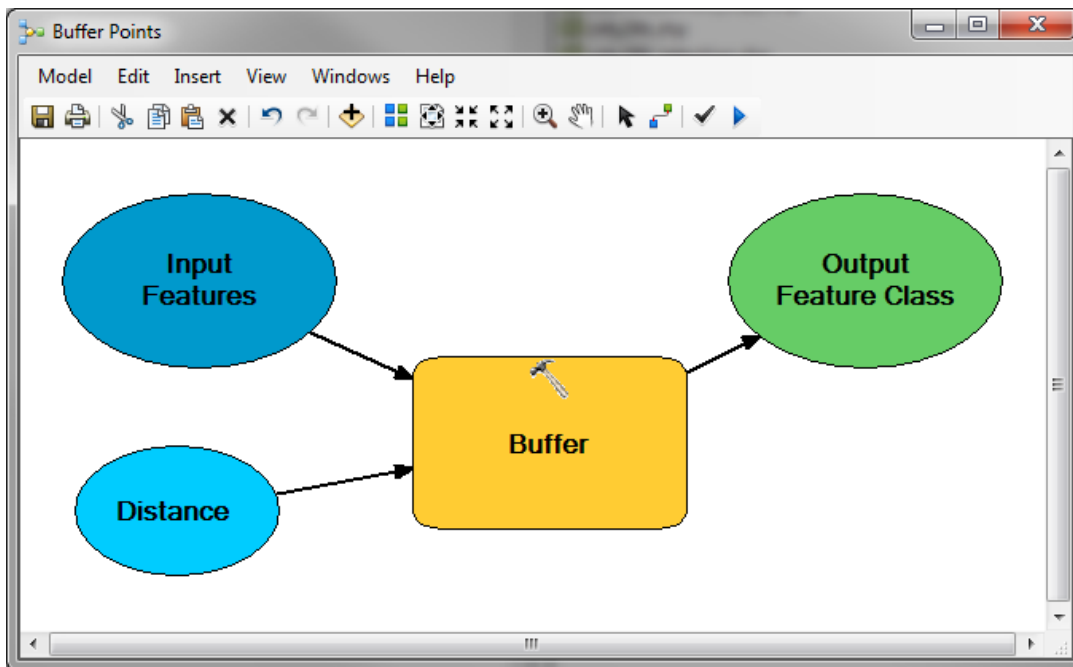 Buffer Points
Model Edit Insert View Windows Help
Input
Features
Output
Feature Class
Buffer
Distance